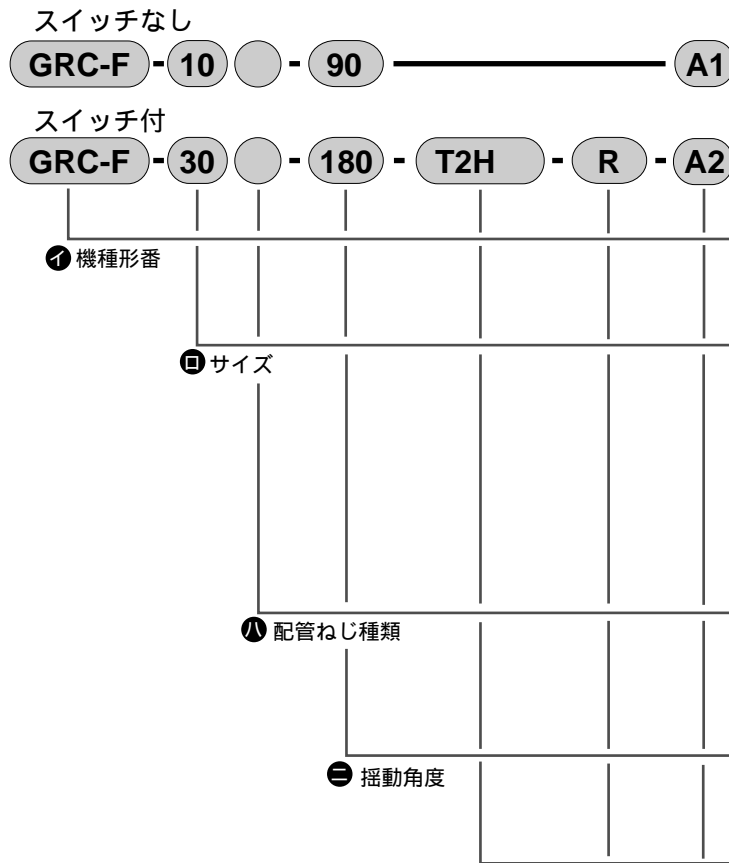 スイッチなし
GRC-F - 10 - 90 A1
スイッチ付
GRC-F - 30 - 180 - T2H - R - A2
イ 機種形番
ロ サイズ
ハ 配管ねじ種類
ニ 揺動角度